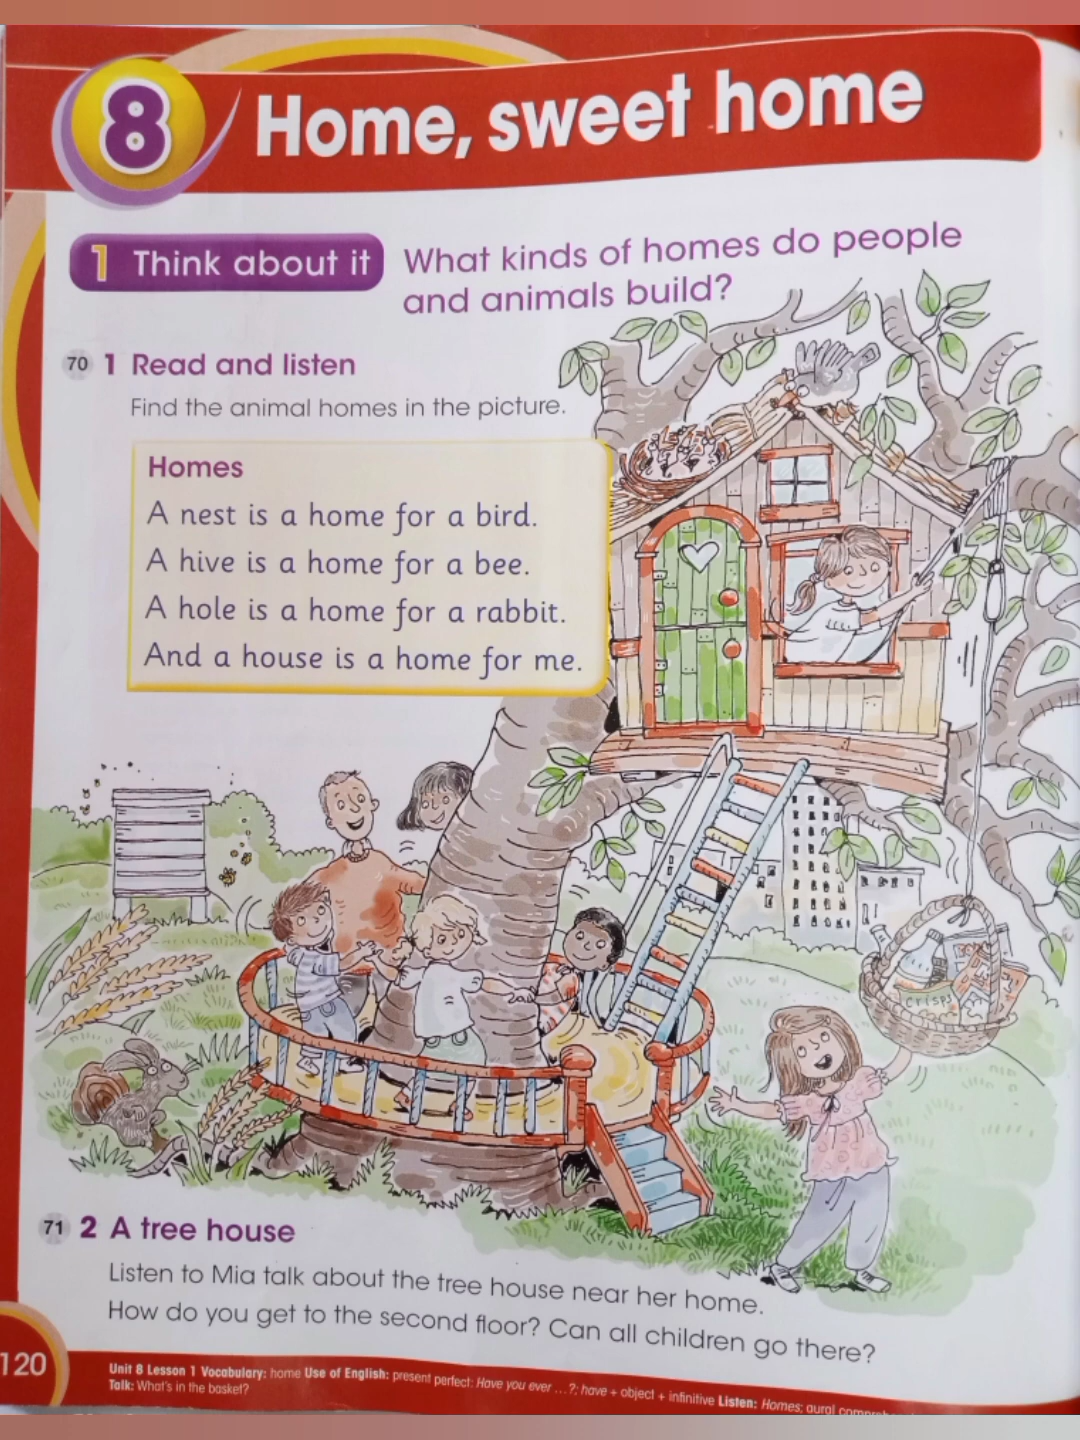 8
Home, sweet home
1 Think about it
What kinds of homes do people
and animals build?
70 1 Read and listen
Find the animal homes in the picture.
Homes
A nest is a home for a bird.
A hive is a home for a bee.
A hole is a home for a rabbit.
And a house is a home for me.
Crisps
71 2 A tree house
Listen to Mia talk about the tree house near her home.
How do you get to the second floor? Can all children go there?
120
Unit 8 Lesson 1 Vocabulary: home Use of English: present perfect: Have you ever ...?; have + object + infinitive Listen: Homes; aural
Talk: What's in the basket?